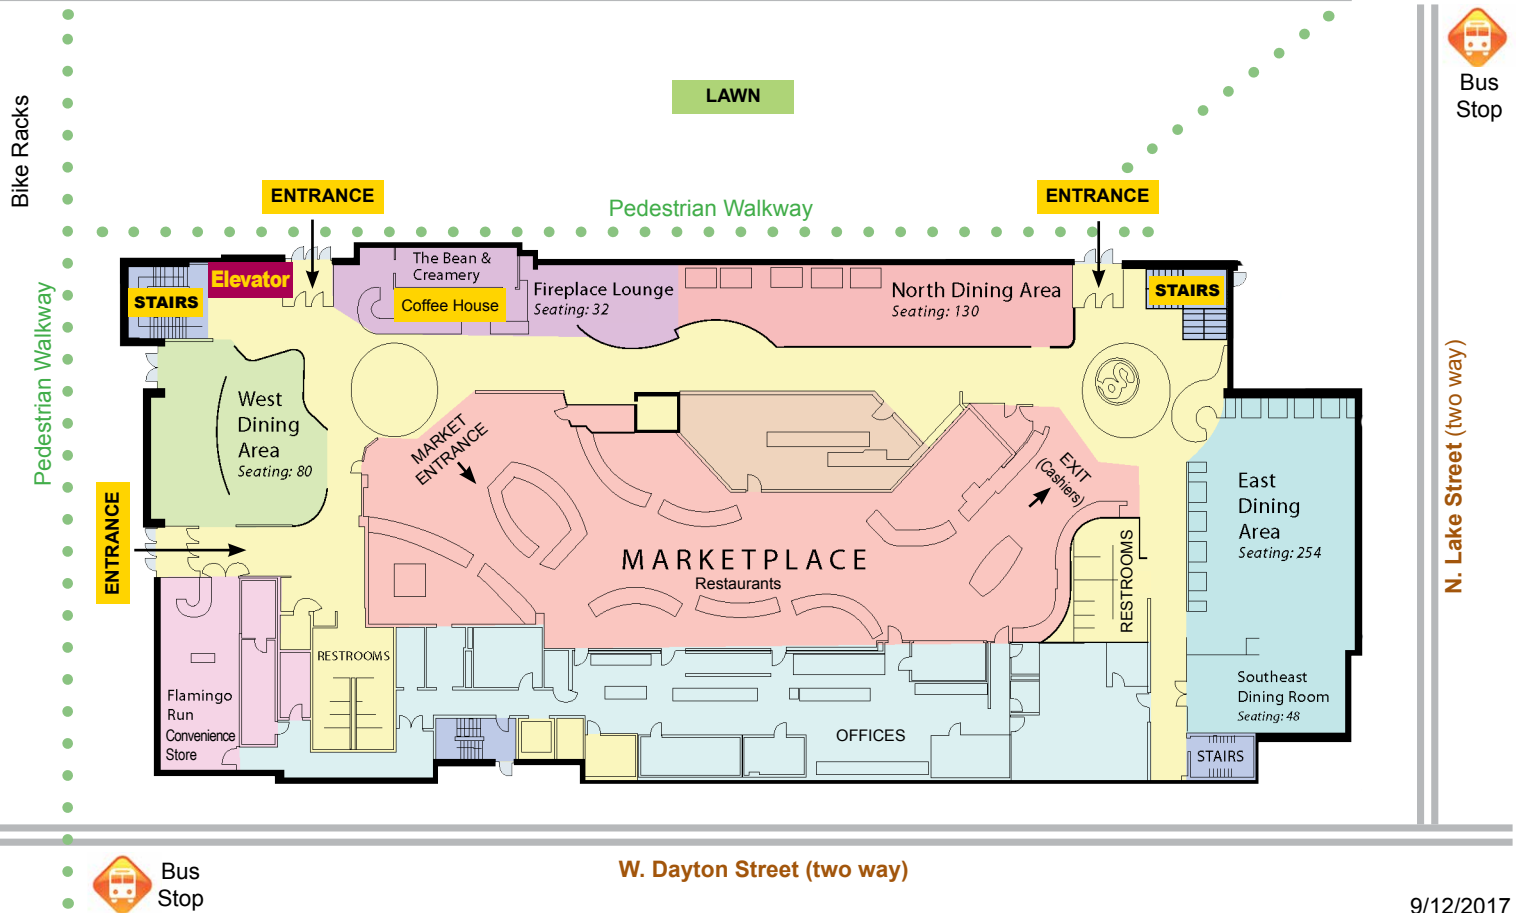 Bus
Stop
LAWN
Bike Racks
ENTRANCE
ENTRANCE
Pedestrian Walkway
The Bean &
Creamery
Coffee House
Elevator
STAIRS
Fireplace Lounge
Seating: 32
North Dining Area
Seating: 130
STAIRS
Pedestrian Walkway
West
Dining
Area
Seating: 80
MARKET
ENTRANCE
EXIT
(Cashiers)
East
Dining
Area
Seating: 254
N. Lake Street (two way)
ENTRANCE
MARKETPLACE
Restaurants
RESTROOMS
RESTROOMS
Flamingo
Run
Convenience
Store
Southeast
Dining Room
Seating: 48
OFFICES
STAIRS
Bus
Stop
W. Dayton Street (two way)
9/12/2017